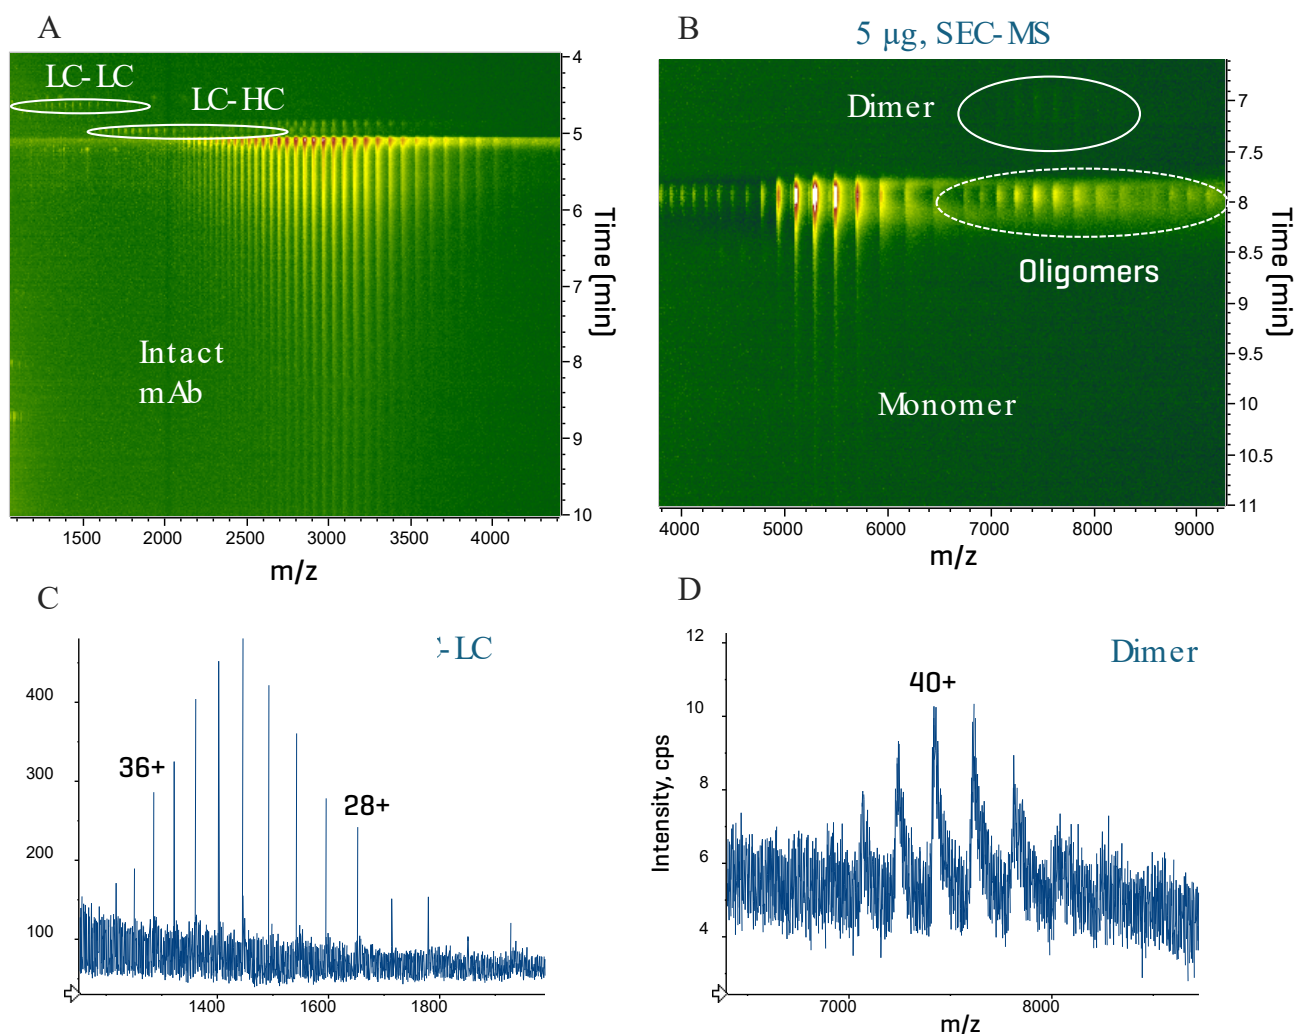 A
LC-LC
LC-HC
Intact
mAb
4
5
6
7
8
9
10
Time (min)
1500 2000 2500 3000 3500 4000
m/z
B
5 µg, SEC-MS
Dimer
Oligomers
Monomer
7
7.5
8
8.5
9
9.5
10
10.5
11
Time (min)
4000 5000 6000 7000 8000 9000
m/z
C
-LC
36+
28+
400
300
200
100
1400 1600 1800
D
Dimer
40+
12
10
8
6
4
Intensity, cps
7000 8000
m/z